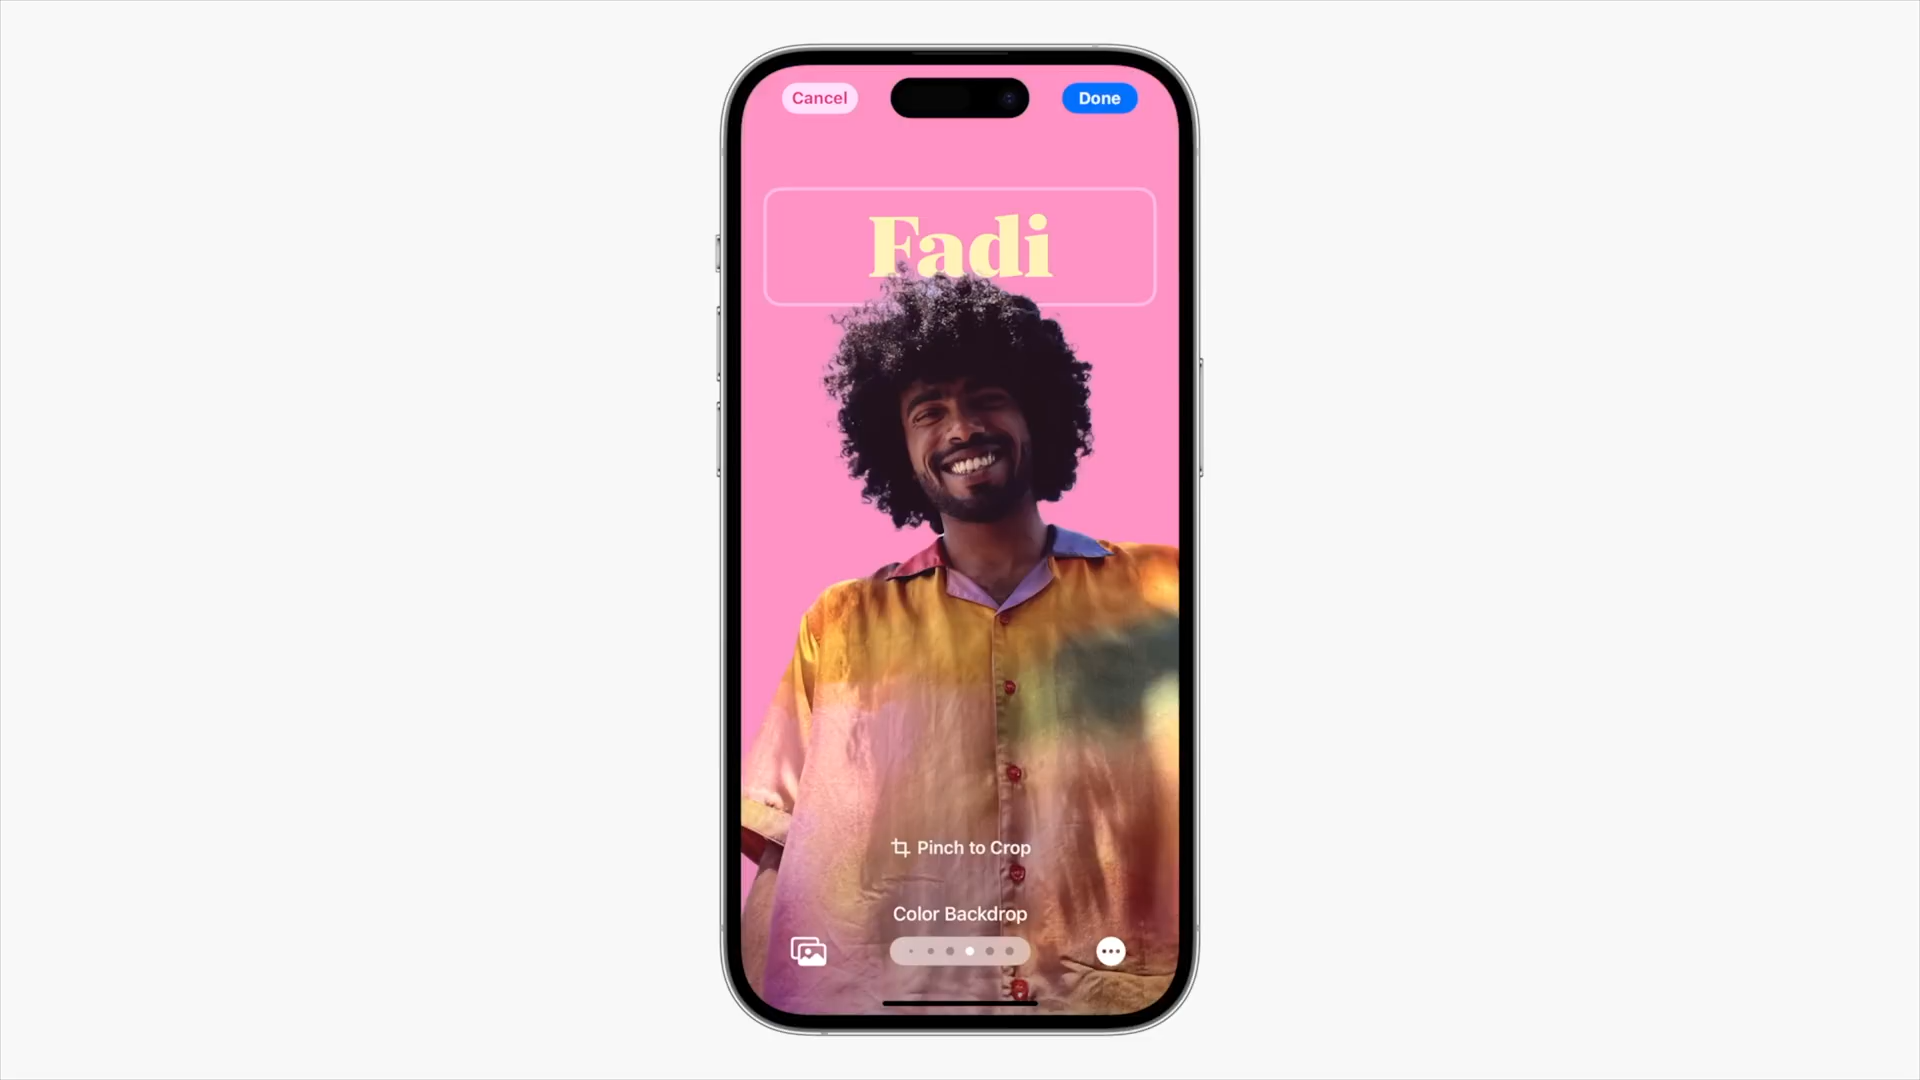 Cancel
Done
Fadi
Pinch to Crop
Color Backdrop